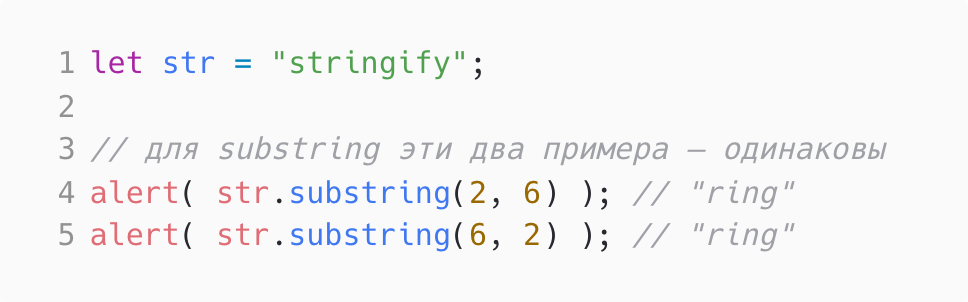 1 let str = "stringify";
2
3 // для substring эти два примера — одинаковы
4 alert( str.substring(2, 6) ); // "ring"
5 alert( str.substring(6, 2) ); // "ring"